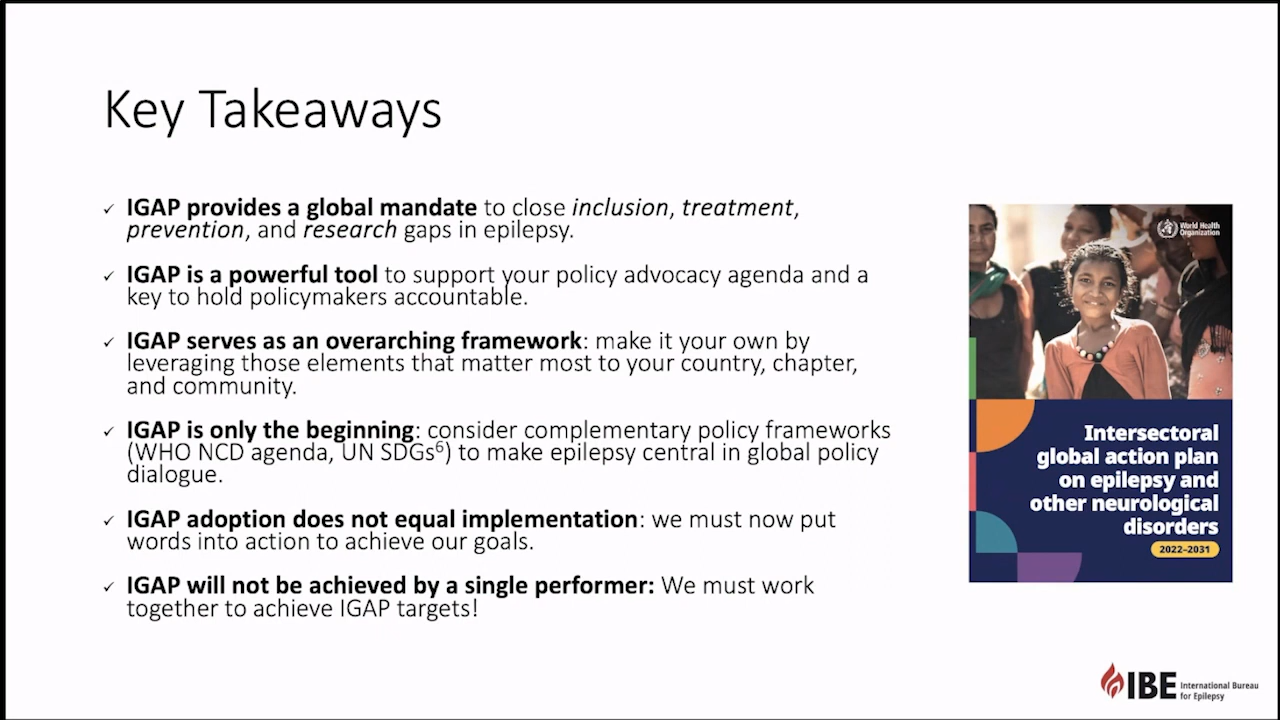 Key Takeaways
✓ IGAP provides a global mandate to close inclusion, treatment,
prevention, and research gaps in epilepsy.
✓ IGAP is a powerful tool to support your policy advocacy agenda and a
key to hold policymakers accountable.
✓ IGAP serves as an overarching framework: make it your own by
leveraging those elements that matter most to your country, chapter,
and community.
✓ IGAP is only the beginning: consider complementary policy frameworks
(WHO NCD agenda, UN SDGs⁶) to make epilepsy central in global policy
dialogue.
✓ IGAP adoption does not equal implementation: we must now put
words into action to achieve our goals.
✓ IGAP will not be achieved by a single performer: We must work
together to achieve IGAP targets!
World Health
Organization
Intersectoral
global action plan
on epilepsy and
other neurological
disorders
2022–2031
IBE International Bureau
for Epilepsy